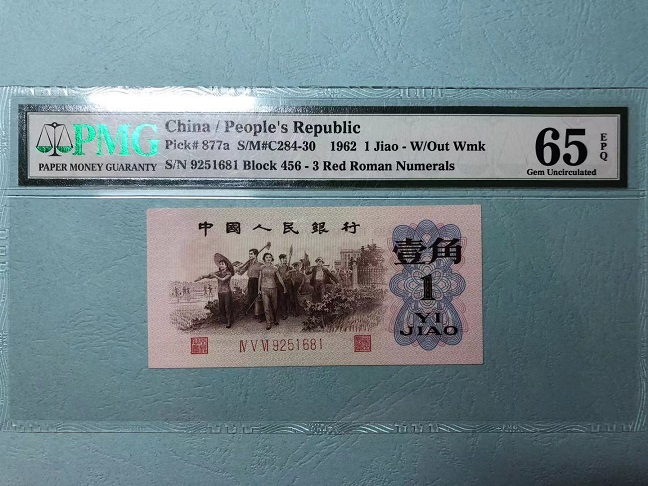 PMG
PAPER MONEY GUARANTY
China / People's Republic
Pick# 877a S/M#C284-30 1962 1 Jiao - W/Out Wmk
S/N 9251681 Block 456 - 3 Red Roman Numerals
65 EPQ
Gem Uncirculated
中國人民銀行
壹角
1
YI
JIAO
Ⅳ Ⅴ Ⅵ 9251681